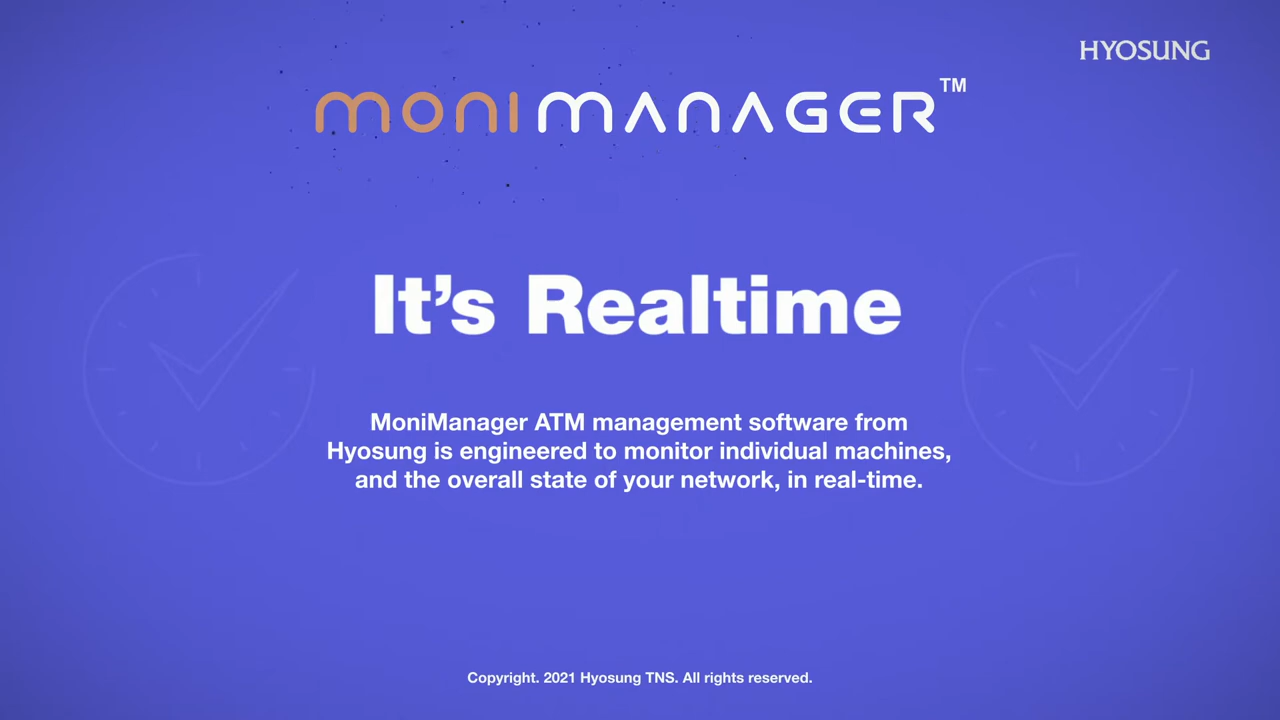 HYOSUNG
MONIMANAGER™
It's Realtime
MoniManager ATM management software from
Hyosung is engineered to monitor individual machines,
and the overall state of your network, in real-time.
Copyright. 2021 Hyosung TNS. All rights reserved.